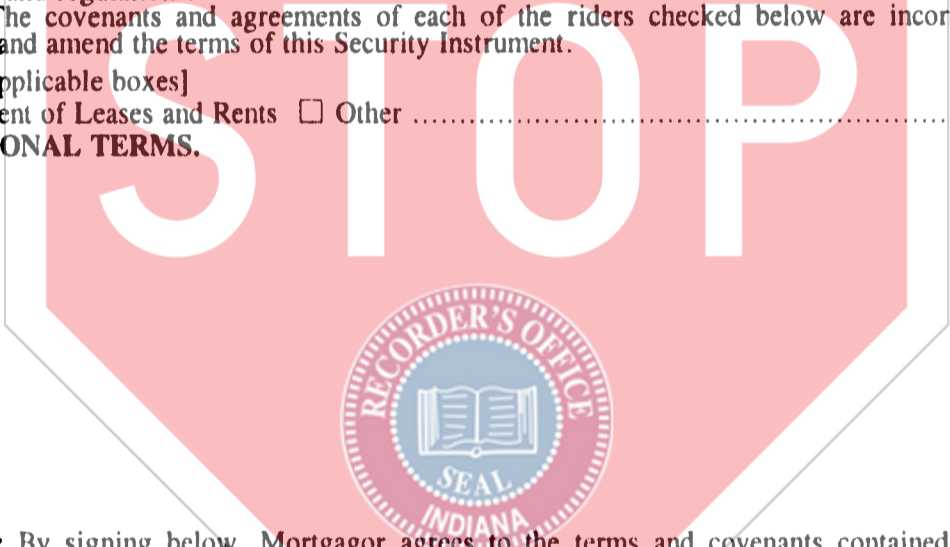 The covenants and agreements of each of the riders checked below are incor
and amend the terms of this Security Instrument.
pplicable boxes]
ent of Leases and Rents ☐ Other ..........................................................
ONAL TERMS.
STOP
RECORDER'S OFFICE
SEAL
INDIANA
By signing below, Mortgagor agrees to the terms and covenants contained